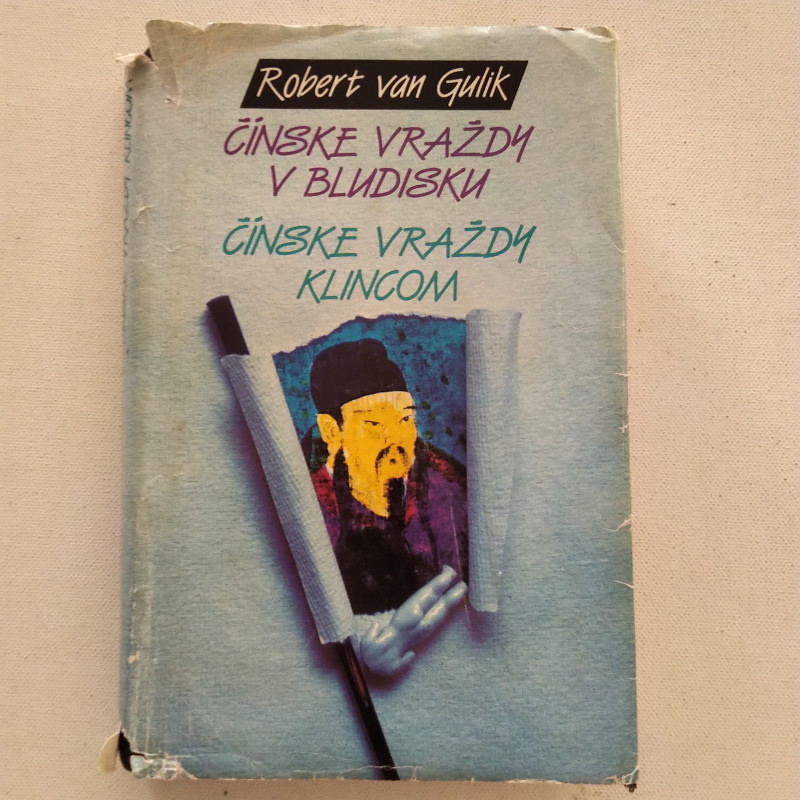 Robert van Gulik
ČÍNSKE VRAŽDY
V BLUDISKU
ČÍNSKE VRAŽDY
KLINCOM